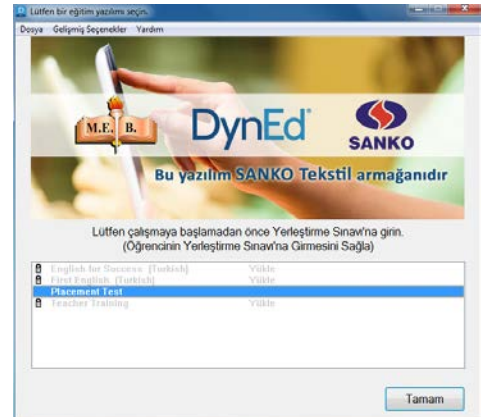 Lütfen bir eğitim yazılımı seçin.
Dosya Gelişmiş Seçenekler Yardım
M.E. B.
DynEd
SANKO
Bu yazılım SANKO Tekstil armağanıdır
Lütfen çalışmaya başlamadan önce Yerleştirme Sınavı'na girin.
(Öğrencinin Yerleştirme Sınavı'na Girmesini Sağla)
English for Success (Turkish) Yükle
First English (Turkish) Yükle
Placement Test
Teacher Training Yükle
Tamam